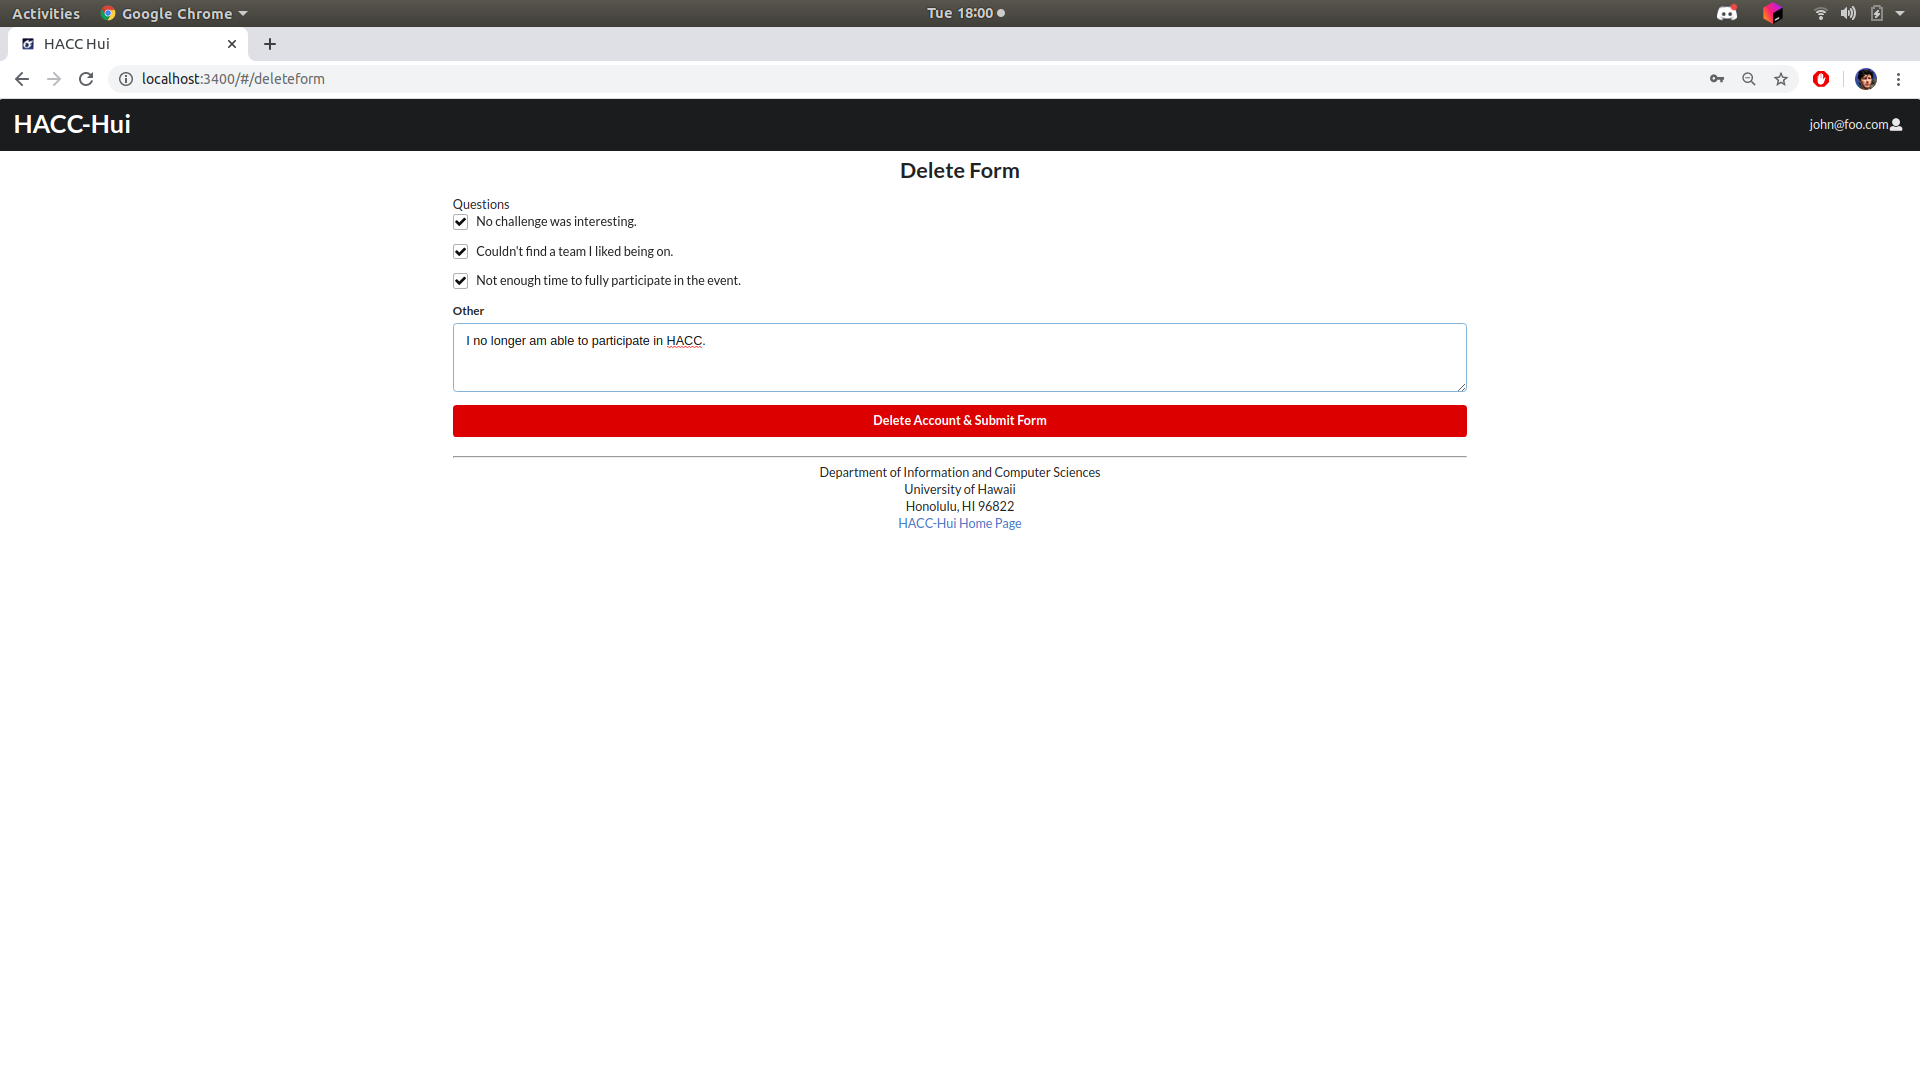 Activities Google Chrome Tue 18:00
HACC Hui
localhost:3400/#/deleteform
HACC-Hui john@foo.com
Delete Form
Questions
No challenge was interesting.
Couldn't find a team I liked being on.
Not enough time to fully participate in the event.
Other
I no longer am able to participate in HACC.
Delete Account & Submit Form
Department of Information and Computer Sciences
University of Hawaii
Honolulu, HI 96822
HACC-Hui Home Page